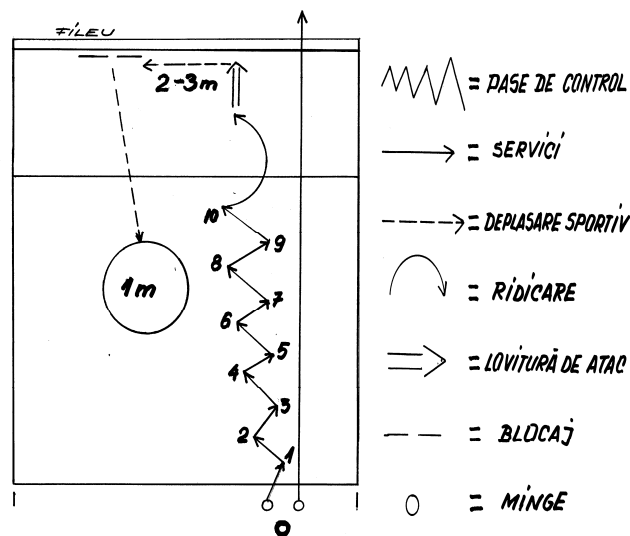 FILEU
2-3m
1m
10
9
8
7
6
5
4
3
2
1
= PASE DE CONTROL
= SERVICI
= DEPLASARE SPORTIV
= RIDICARE
= LOVITURĂ DE ATAC
= BLOCAJ
= MINGE